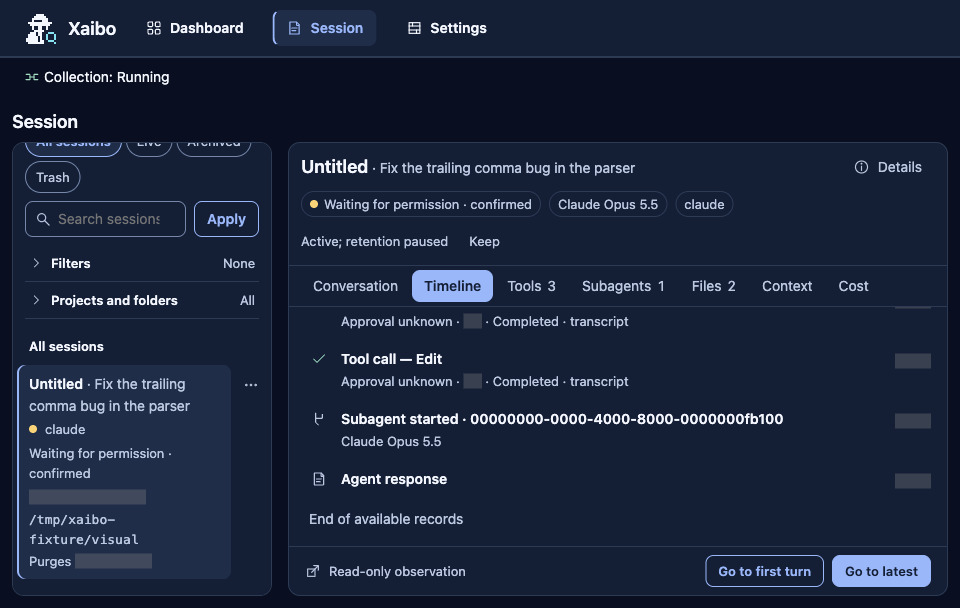 Xaibo
Dashboard
Session
Settings
Collection: Running
Session
All sessions
Live
Archived
Trash
Search sessions
Apply
Filters
None
Projects and folders
All
All sessions
Untitled · Fix the trailing
comma bug in the parser
claude
Waiting for permission ·
confirmed
/tmp/xaibo-
fixture/visual
Purges
Untitled · Fix the trailing comma bug in the parser
Details
Waiting for permission · confirmed
Claude Opus 5.5
claude
Active; retention paused
Keep
Conversation
Timeline
Tools 3
Subagents 1
Files 2
Context
Cost
Approval unknown · · Completed · transcript
Tool call — Edit
Approval unknown · · Completed · transcript
Subagent started · 00000000-0000-4000-8000-0000000fb100
Claude Opus 5.5
Agent response
End of available records
Read-only observation
Go to first turn
Go to latest